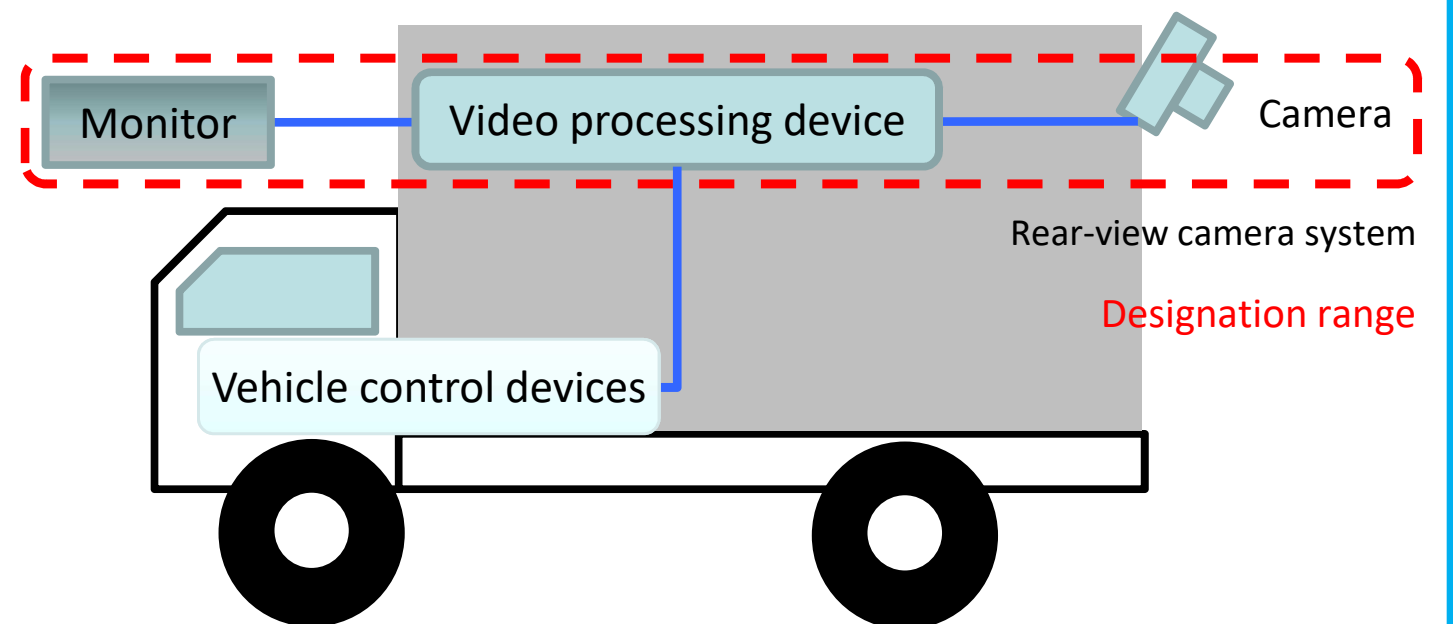 Monitor
Video processing device
Camera
Rear-view camera system
Designation range
Vehicle control devices